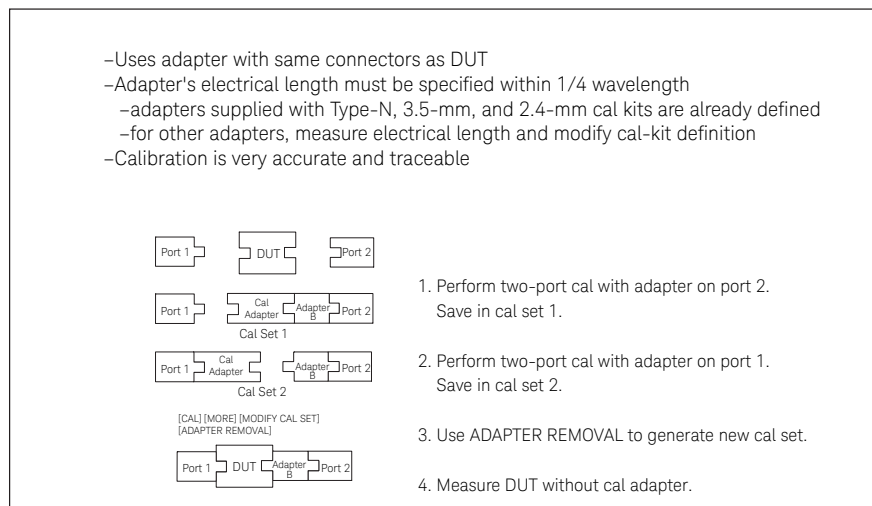 –Uses adapter with same connectors as DUT
–Adapter's electrical length must be specified within 1/4 wavelength
–adapters supplied with Type-N, 3.5-mm, and 2.4-mm cal kits are already defined
–for other adapters, measure electrical length and modify cal-kit definition
–Calibration is very accurate and traceable
Port 1
DUT
Port 2
Port 1
Cal
Adapter
Adapter
B
Port 2
Cal Set 1
Port 1
Cal
Adapter
Adapter
B
Port 2
Cal Set 2
[CAL] [MORE] [MODIFY CAL SET]
[ADAPTER REMOVAL]
Port 1
DUT
Adapter
B
Port 2
1. Perform two-port cal with adapter on port 2.
Save in cal set 1.
2. Perform two-port cal with adapter on port 1.
Save in cal set 2.
3. Use ADAPTER REMOVAL to generate new cal set.
4. Measure DUT without cal adapter.